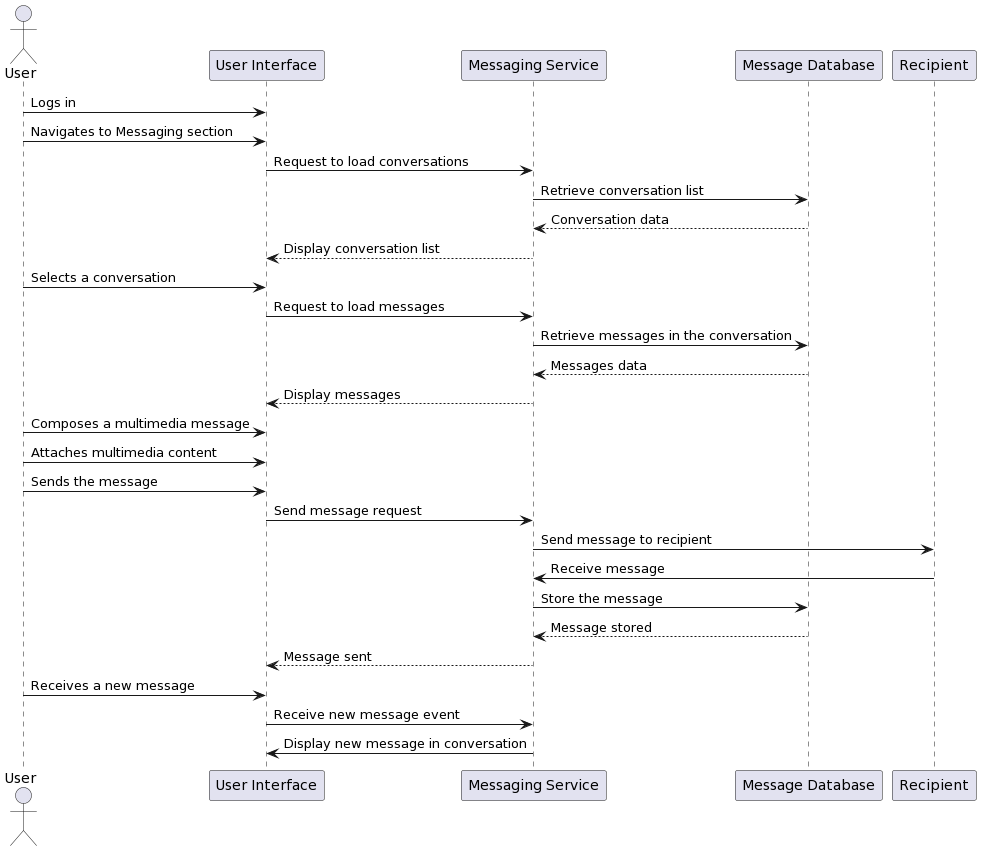 User
User Interface
Messaging Service
Message Database
Recipient
Logs in
Navigates to Messaging section
Request to load conversations
Retrieve conversation list
Conversation data
Display conversation list
Selects a conversation
Request to load messages
Retrieve messages in the conversation
Messages data
Display messages
Composes a multimedia message
Attaches multimedia content
Sends the message
Send message request
Send message to recipient
Receive message
Store the message
Message stored
Message sent
Receives a new message
Receive new message event
Display new message in conversation
User
User Interface
Messaging Service
Message Database
Recipient